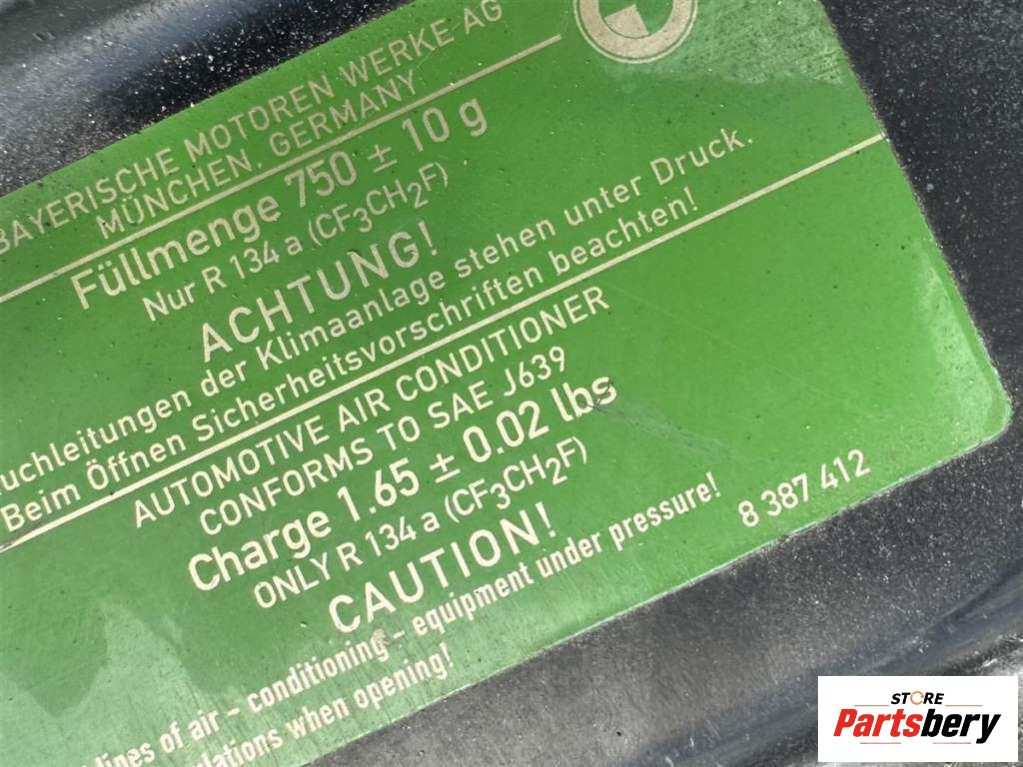 BAYERISCHE MOTOREN WERKE AG
MÜNCHEN, GERMANY
Füllmenge 750 ± 10 g
Nur R 134 a (CF3CH2F)
ACHTUNG!
der Klimaanlage stehen unter Druck.
Beim Öffnen Sicherheitsvorschriften beachten!
AUTOMOTIVE AIR CONDITIONER
CONFORMS TO SAE J639
Charge 1.65 ± 0.02 lbs
ONLY R 134 a (CF3CH2F)
CAUTION!
lines of air - conditioning - equipment under pressure!
when opening!
8 387 412
STORE
Partsbery